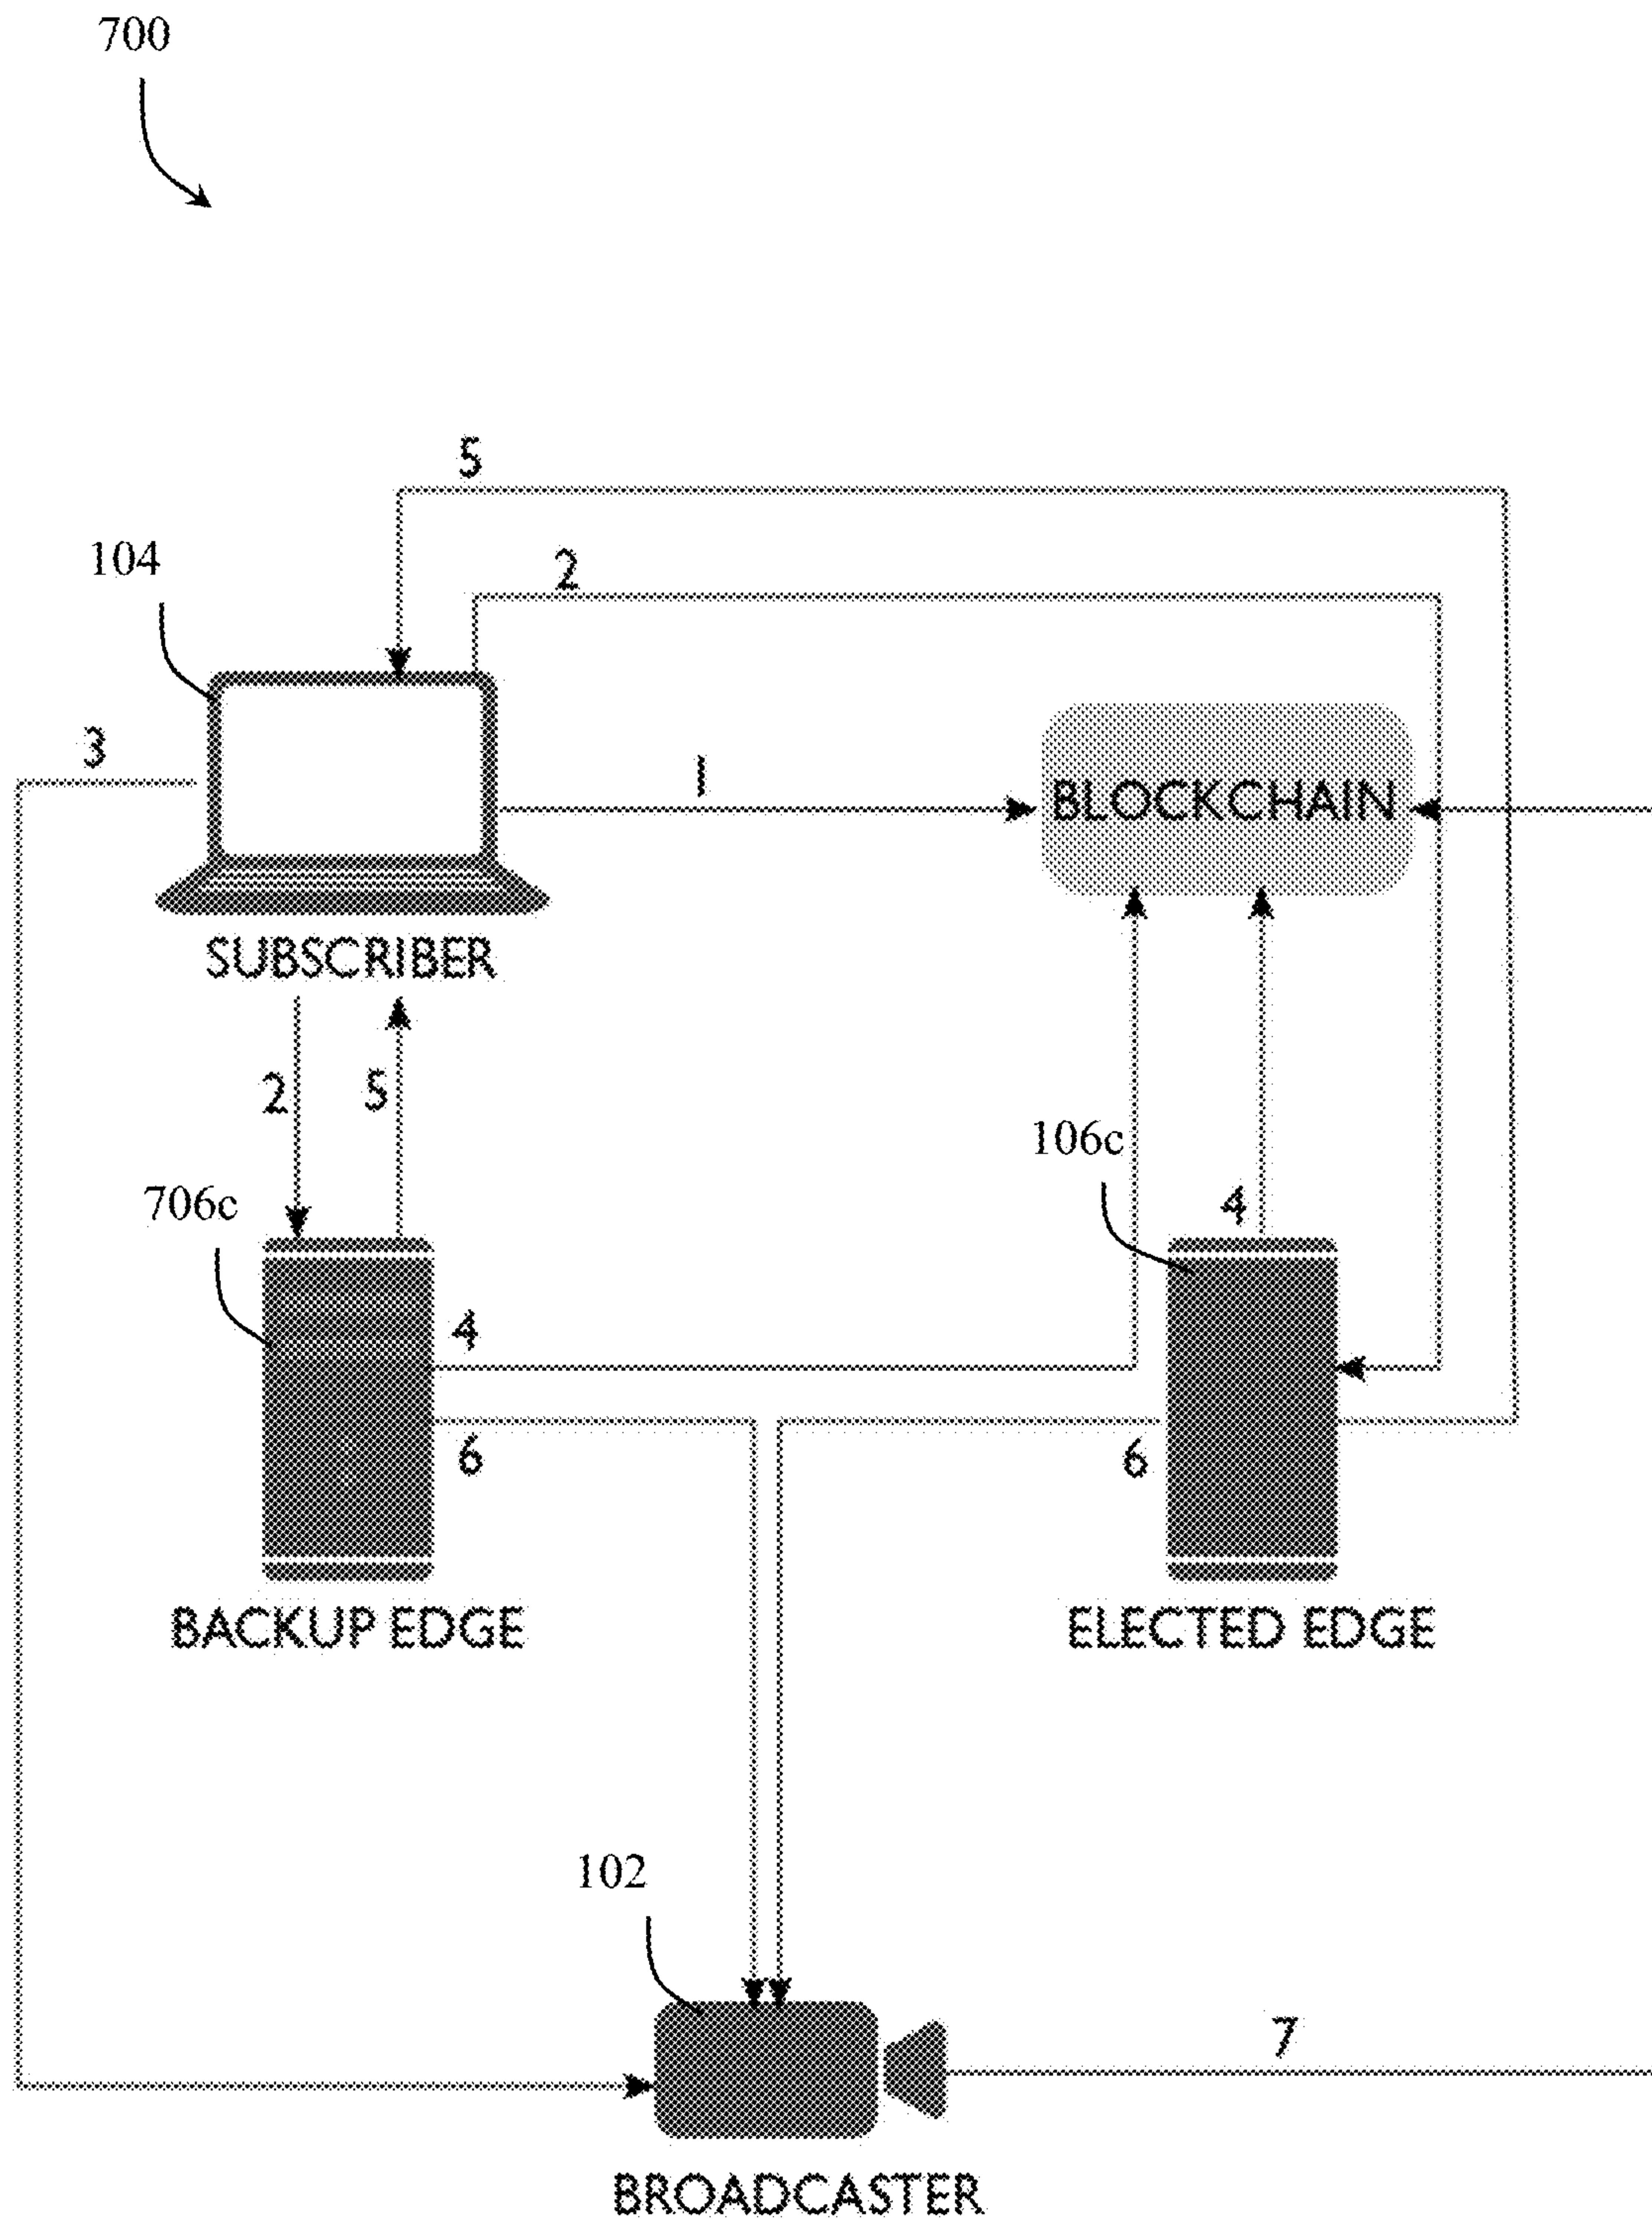 700
5
2
104
3
1
BLOCKCHAIN
SUBSCRIBER
2
5
106c
706c
4
4
6
6
BACKUP EDGE
ELECTED EDGE
102
7
BROADCASTER